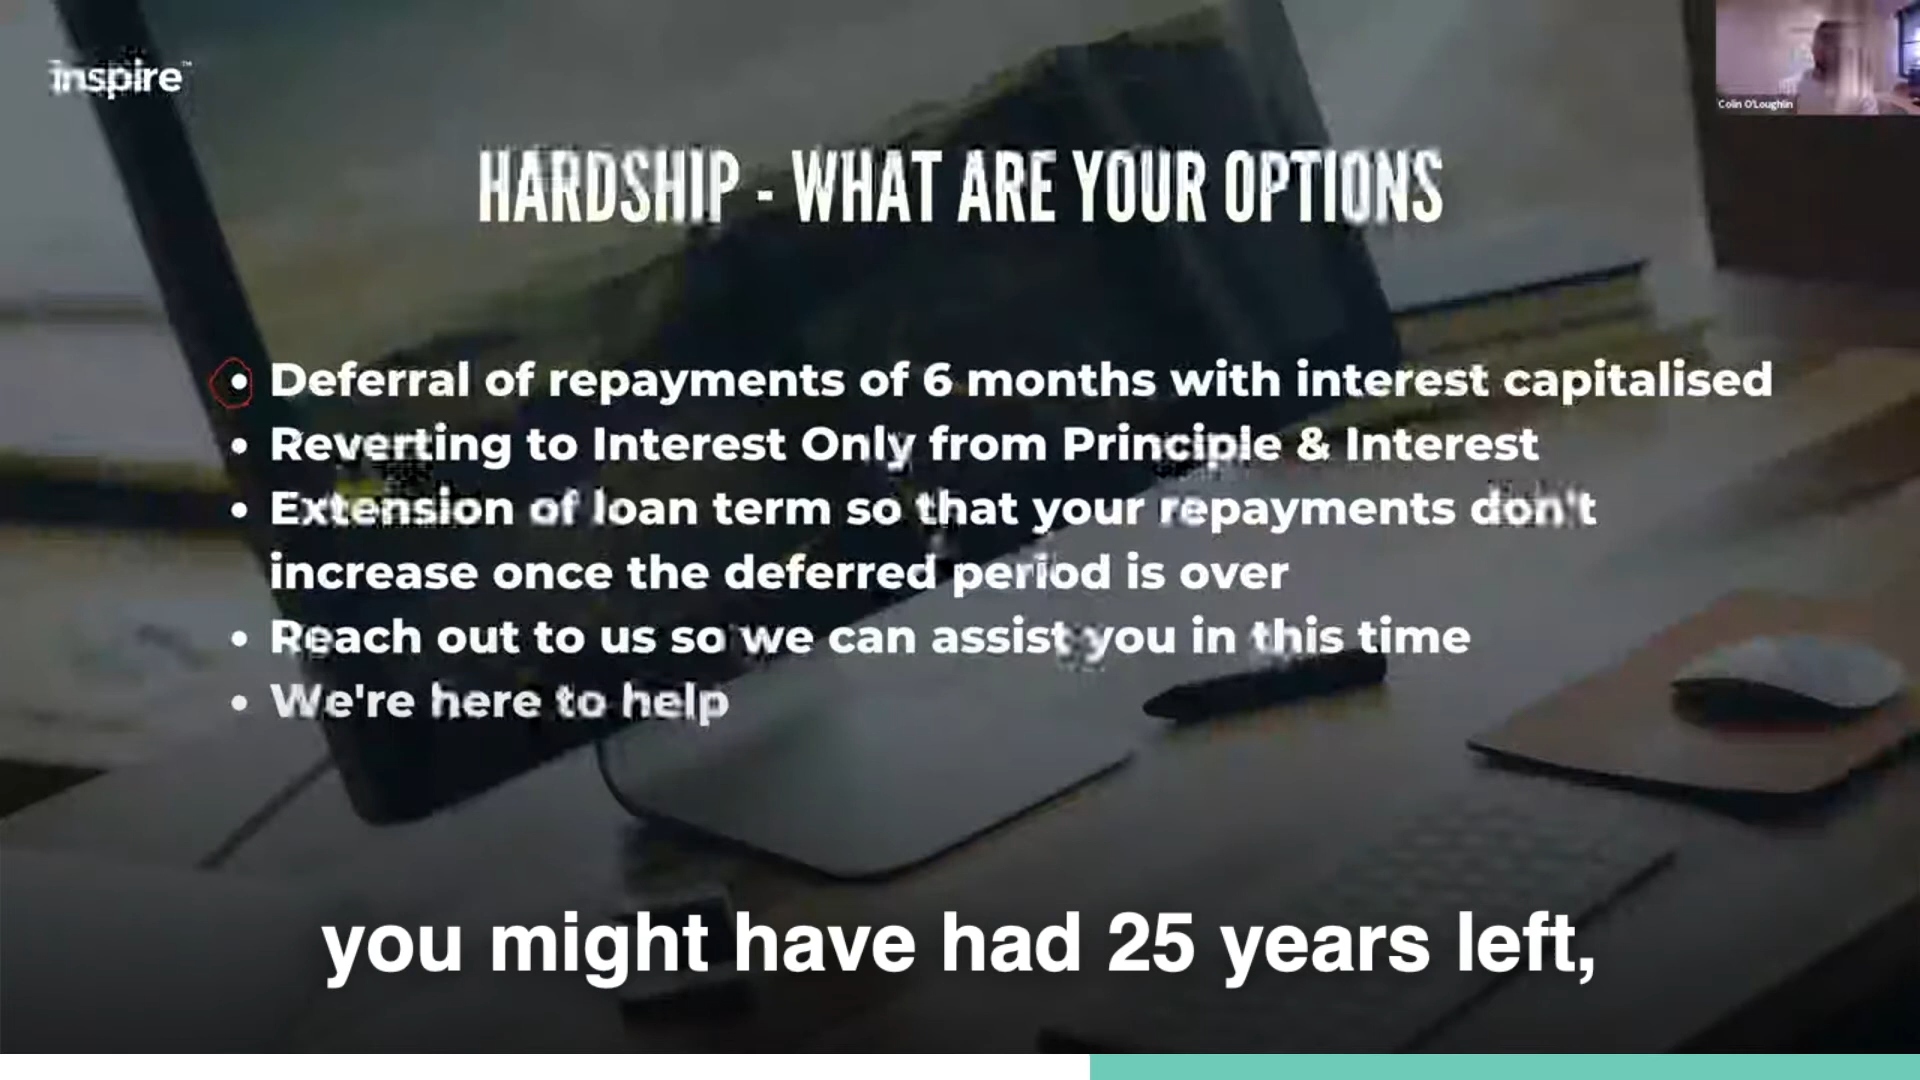 inspire™
Colin O'Loughlin
HARDSHIP - WHAT ARE YOUR OPTIONS
• Deferral of repayments of 6 months with interest capitalised
• Reverting to Interest Only from Principle & Interest
• Extension of loan term so that your repayments don't
increase once the deferred period is over
• Reach out to us so we can assist you in this time
• We're here to help
you might have had 25 years left,